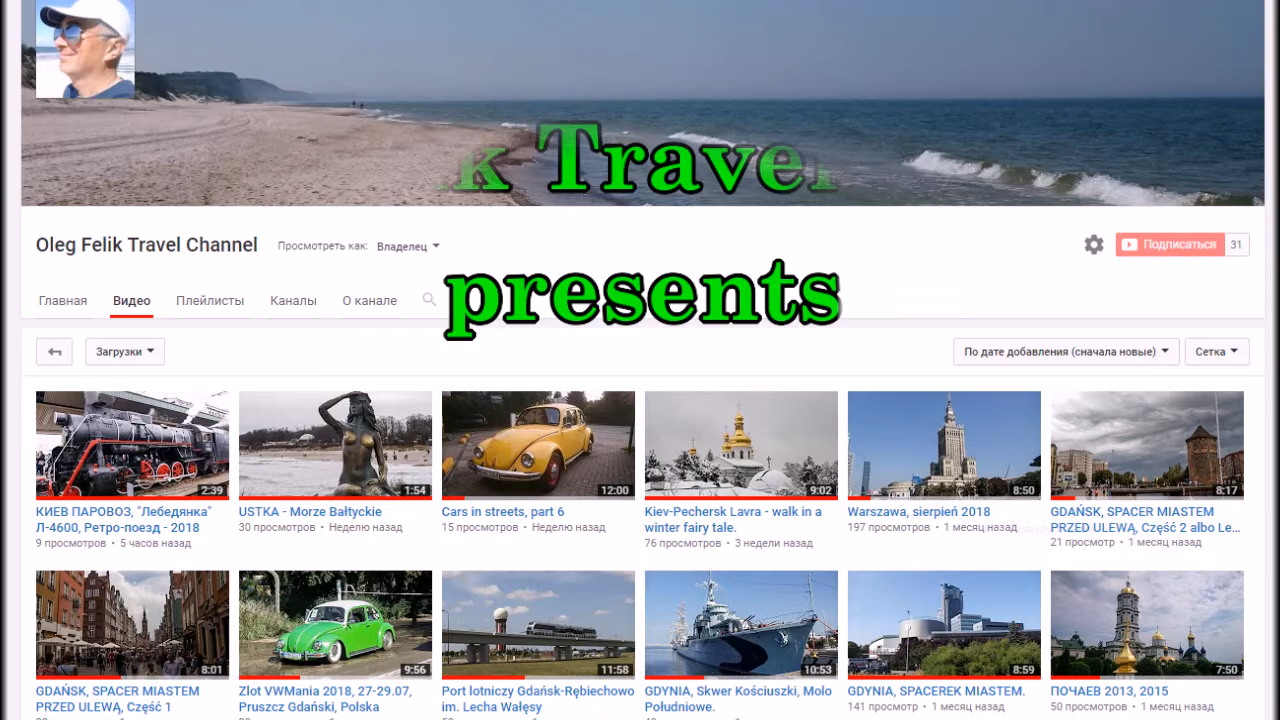 k Travel
Oleg Felik Travel Channel
Просмотреть как: Владелец
Подписаться 31
presents
Главная Видео Плейлисты Каналы О канале
Загрузки
По дате добавления (сначала новые) Сетка
2:39 1:54 12:00 9:02 8:50 8:17
КИЕВ ПАРОВОЗ, "Лебедянка"
Л-4600, Ретро-поезд - 2018
9 просмотров • 5 часов назад
USTKA - Morze Bałtyckie
30 просмотров • Неделю назад
Cars in streets, part 6
15 просмотров • Неделю назад
Kiev-Pechersk Lavra - walk in a
winter fairy tale.
76 просмотров • 3 недели назад
Warszawa, sierpień 2018
197 просмотров • 1 месяц назад
GDAŃSK, SPACER MIASTEM
PRZED ULEWĄ, Część 2 albo Le...
21 просмотр • 1 месяц назад
8:01 9:56 11:58 10:53 8:59 7:50
GDAŃSK, SPACER MIASTEM
PRZED ULEWĄ, Część 1
Zlot VWMania 2018, 27-29.07,
Pruszcz Gdański, Polska
Port lotniczy Gdańsk-Rębiechowo
im. Lecha Wałęsy
GDYNIA, Skwer Kościuszki, Molo
Południowe.
GDYNIA, SPACEREK MIASTEM.
141 просмотр • 1 месяц назад
ПОЧАЕВ 2013, 2015
50 просмотров • 1 месяц назад